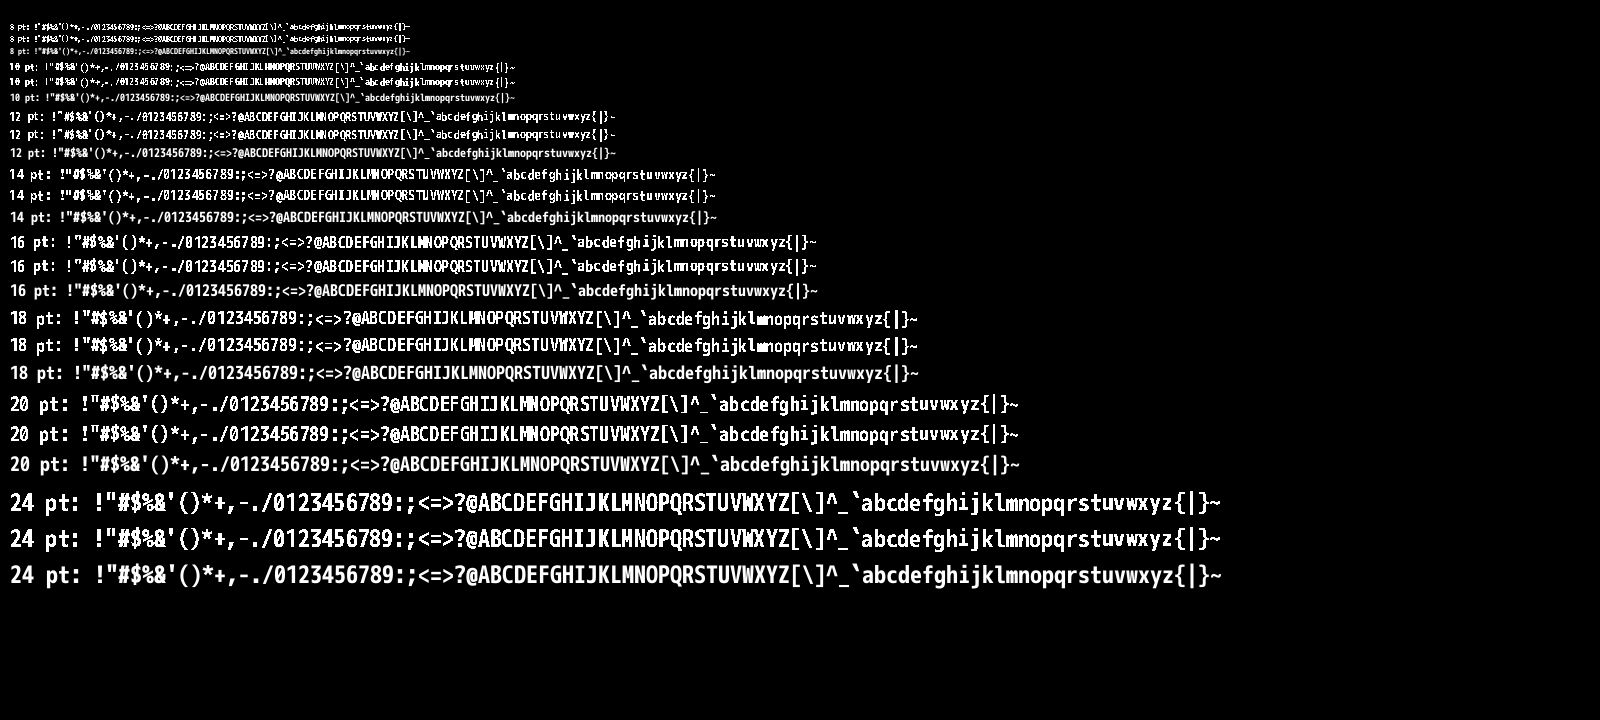 8 pt: !"#$%&'()*+,-./0123456789:;<=>?@ABCDEFGHIJKLMNOPQRSTUVWXYZ[\]^_`abcdefghijklmnopqrstuvwxyz{|}~
8 pt: !"#$%&'()*+,-./0123456789:;<=>?@ABCDEFGHIJKLMNOPQRSTUVWXYZ[\]^_`abcdefghijklmnopqrstuvwxyz{|}~
8 pt: !"#$%&'()*+,-./0123456789:;<=>?@ABCDEFGHIJKLMNOPQRSTUVWXYZ[\]^_`abcdefghijklmnopqrstuvwxyz{|}~
10 pt: !"#$%&'()*+,-./0123456789:;<=>?@ABCDEFGHIJKLMNOPQRSTUVWXYZ[\]^_`abcdefghijklmnopqrstuvwxyz{|}~
10 pt: !"#$%&'()*+,-./0123456789:;<=>?@ABCDEFGHIJKLMNOPQRSTUVWXYZ[\]^_`abcdefghijklmnopqrstuvwxyz{|}~
10 pt: !"#$%&'()*+,-./0123456789:;<=>?@ABCDEFGHIJKLMNOPQRSTUVWXYZ[\]^_`abcdefghijklmnopqrstuvwxyz{|}~
12 pt: !"#$%&'()*+,-./0123456789:;<=>?@ABCDEFGHIJKLMNOPQRSTUVWXYZ[\]^_`abcdefghijklmnopqrstuvwxyz{|}~
12 pt: !"#$%&'()*+,-./0123456789:;<=>?@ABCDEFGHIJKLMNOPQRSTUVWXYZ[\]^_`abcdefghijklmnopqrstuvwxyz{|}~
12 pt: !"#$%&'()*+,-./0123456789:;<=>?@ABCDEFGHIJKLMNOPQRSTUVWXYZ[\]^_`abcdefghijklmnopqrstuvwxyz{|}~
14 pt: !"#$%&'()*+,-./0123456789:;<=>?@ABCDEFGHIJKLMNOPQRSTUVWXYZ[\]^_`abcdefghijklmnopqrstuvwxyz{|}~
14 pt: !"#$%&'()*+,-./0123456789:;<=>?@ABCDEFGHIJKLMNOPQRSTUVWXYZ[\]^_`abcdefghijklmnopqrstuvwxyz{|}~
14 pt: !"#$%&'()*+,-./0123456789:;<=>?@ABCDEFGHIJKLMNOPQRSTUVWXYZ[\]^_`abcdefghijklmnopqrstuvwxyz{|}~
16 pt: !"#$%&'()*+,-./0123456789:;<=>?@ABCDEFGHIJKLMNOPQRSTUVWXYZ[\]^_`abcdefghijklmnopqrstuvwxyz{|}~
16 pt: !"#$%&'()*+,-./0123456789:;<=>?@ABCDEFGHIJKLMNOPQRSTUVWXYZ[\]^_`abcdefghijklmnopqrstuvwxyz{|}~
16 pt: !"#$%&'()*+,-./0123456789:;<=>?@ABCDEFGHIJKLMNOPQRSTUVWXYZ[\]^_`abcdefghijklmnopqrstuvwxyz{|}~
18 pt: !"#$%&'()*+,-./0123456789:;<=>?@ABCDEFGHIJKLMNOPQRSTUVWXYZ[\]^_`abcdefghijklmnopqrstuvwxyz{|}~
18 pt: !"#$%&'()*+,-./0123456789:;<=>?@ABCDEFGHIJKLMNOPQRSTUVWXYZ[\]^_`abcdefghijklmnopqrstuvwxyz{|}~
18 pt: !"#$%&'()*+,-./0123456789:;<=>?@ABCDEFGHIJKLMNOPQRSTUVWXYZ[\]^_`abcdefghijklmnopqrstuvwxyz{|}~
20 pt: !"#$%&'()*+,-./0123456789:;<=>?@ABCDEFGHIJKLMNOPQRSTUVWXYZ[\]^_`abcdefghijklmnopqrstuvwxyz{|}~
20 pt: !"#$%&'()*+,-./0123456789:;<=>?@ABCDEFGHIJKLMNOPQRSTUVWXYZ[\]^_`abcdefghijklmnopqrstuvwxyz{|}~
20 pt: !"#$%&'()*+,-./0123456789:;<=>?@ABCDEFGHIJKLMNOPQRSTUVWXYZ[\]^_`abcdefghijklmnopqrstuvwxyz{|}~
24 pt: !"#$%&'()*+,-./0123456789:;<=>?@ABCDEFGHIJKLMNOPQRSTUVWXYZ[\]^_`abcdefghijklmnopqrstuvwxyz{|}~
24 pt: !"#$%&'()*+,-./0123456789:;<=>?@ABCDEFGHIJKLMNOPQRSTUVWXYZ[\]^_`abcdefghijklmnopqrstuvwxyz{|}~
24 pt: !"#$%&'()*+,-./0123456789:;<=>?@ABCDEFGHIJKLMNOPQRSTUVWXYZ[\]^_`abcdefghijklmnopqrstuvwxyz{|}~